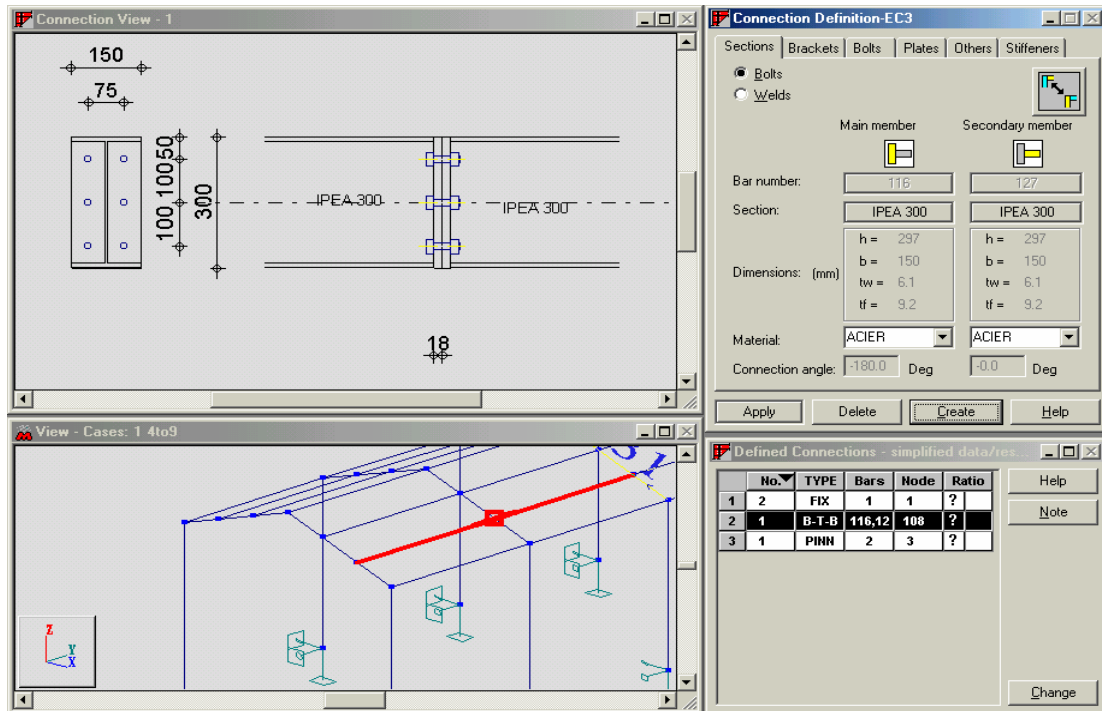 Connection View - 1
150
75
50
100
100
300
IPEA 300
IPEA 300
18
Connection Definition-EC3
Sections Brackets Bolts Plates Others Stiffeners
Bolts
Welds
Main member Secondary member
Bar number: 116 127
Section: IPEA 300 IPEA 300
Dimensions: (mm)
h = 297 h = 297
b = 150 b = 150
tw = 6.1 tw = 6.1
tf = 9.2 tf = 9.2
Material: ACIER ACIER
Connection angle: -180.0 Deg -0.0 Deg
Apply Delete Create Help
View - Cases: 1 4to9
Z
Y
X
Defined Connections - simplified data/res...
No. TYPE Bars Node Ratio
1 2 FIX 1 1 ?
2 1 B-T-B 116,12 108 ?
3 1 PINN 2 3 ?
Help
Note
Change